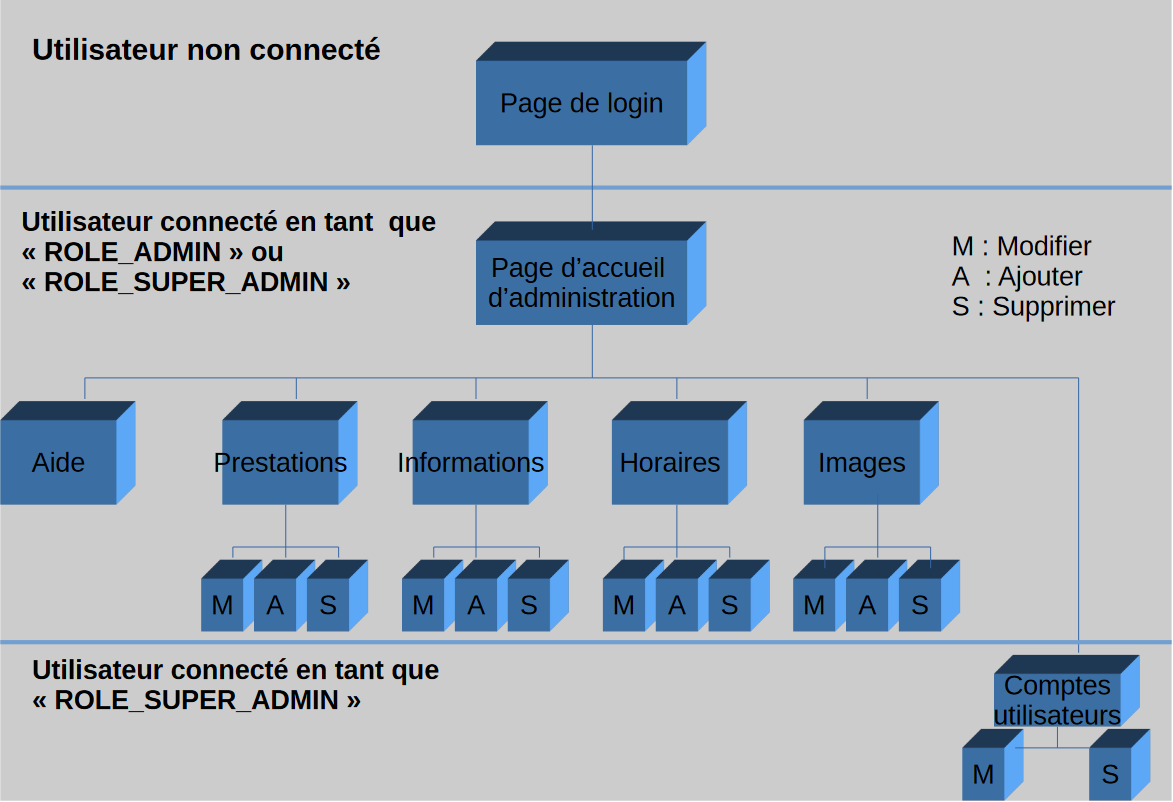 Utilisateur non connecté
Page de login
Utilisateur connecté en tant que
« ROLE_ADMIN » ou
« ROLE_SUPER_ADMIN »
Page d’accueil
d’administration
M : Modifier
A : Ajouter
S : Supprimer
Aide
Prestations
Informations
Horaires
Images
M A S
M A S
M A S
M A S
Utilisateur connecté en tant que
« ROLE_SUPER_ADMIN »
Comptes
utilisateurs
M
S